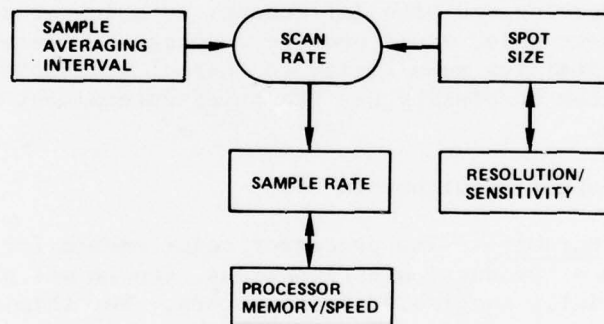 SAMPLE
AVERAGING
INTERVAL
SCAN
RATE
SPOT
SIZE
SAMPLE RATE
RESOLUTION/
SENSITIVITY
PROCESSOR
MEMORY/SPEED